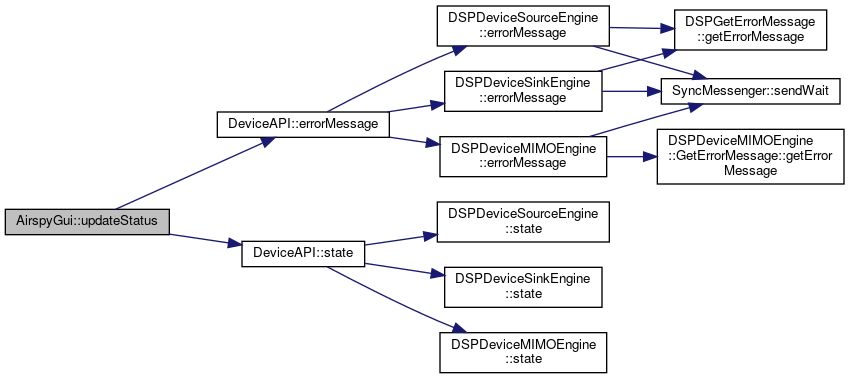 DSPDeviceSourceEngine
::errorMessage
DSPGetErrorMessage
::getErrorMessage
DSPDeviceSinkEngine
::errorMessage
SyncMessenger::sendWait
DeviceAPI::errorMessage
DSPDeviceMIMOEngine
::errorMessage
DSPDeviceMIMOEngine
::GetErrorMessage::getError
Message
AirspyGui::updateStatus
DSPDeviceSourceEngine
::state
DeviceAPI::state
DSPDeviceSinkEngine
::state
DSPDeviceMIMOEngine
::state